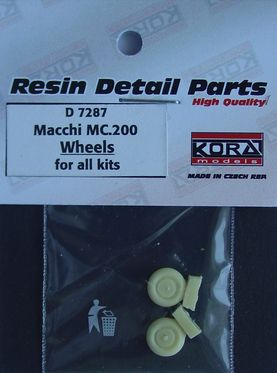 Resin Detail Parts
High Quality
D 7287
Macchi MC.200
Wheels
for all kits
KORA
models
MADE IN CZECH REP.